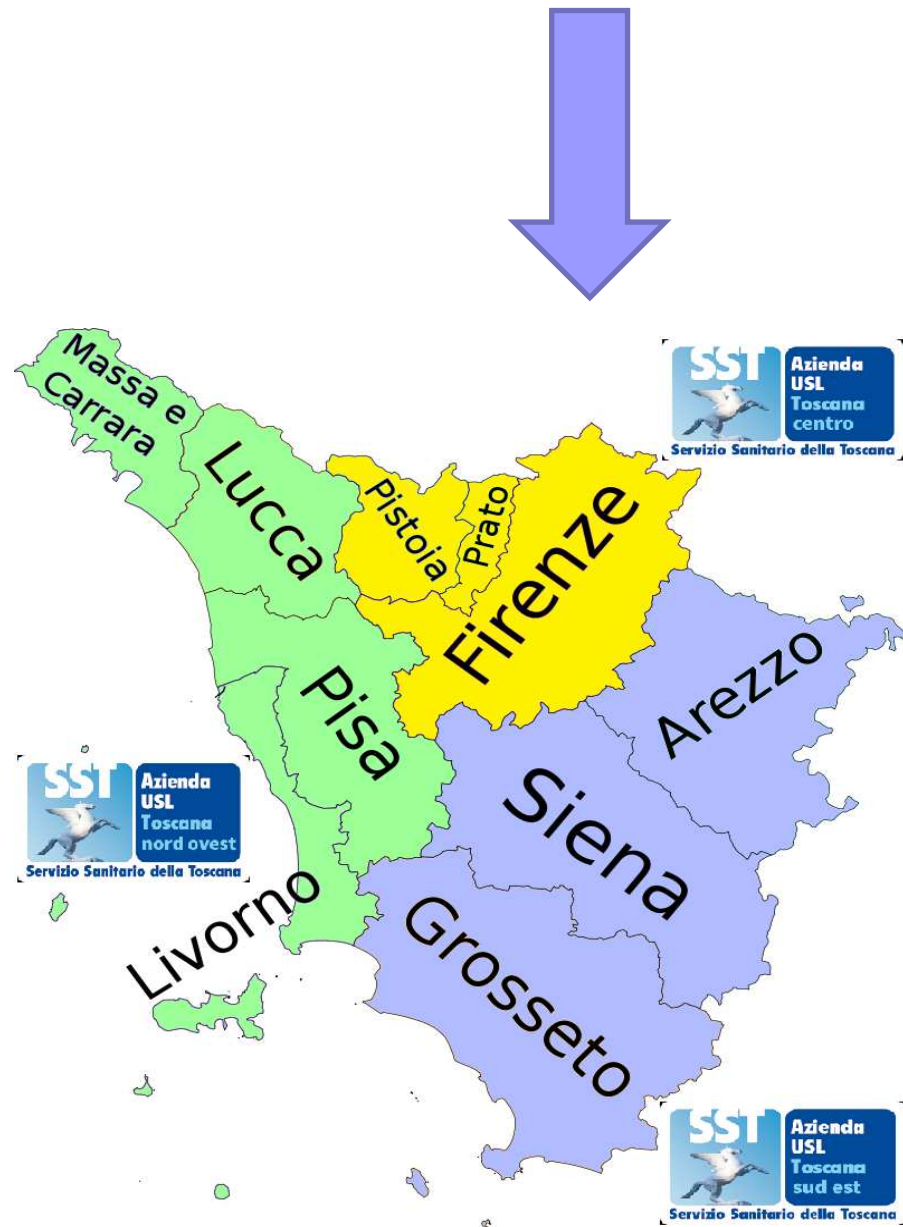 SST
Azienda
USL
Toscana
centro
Servizio Sanitario della Toscana
Massa e
Carrara
Lucca
Pistoia
Prato
Firenze
Arezzo
Pisa
Siena
SST
Azienda
USL
Toscana
nord ovest
Servizio Sanitario della Toscana
Livorno
Grosseto
SST
Azienda
USL
Toscana
sud est
Servizio Sanitario della Toscana